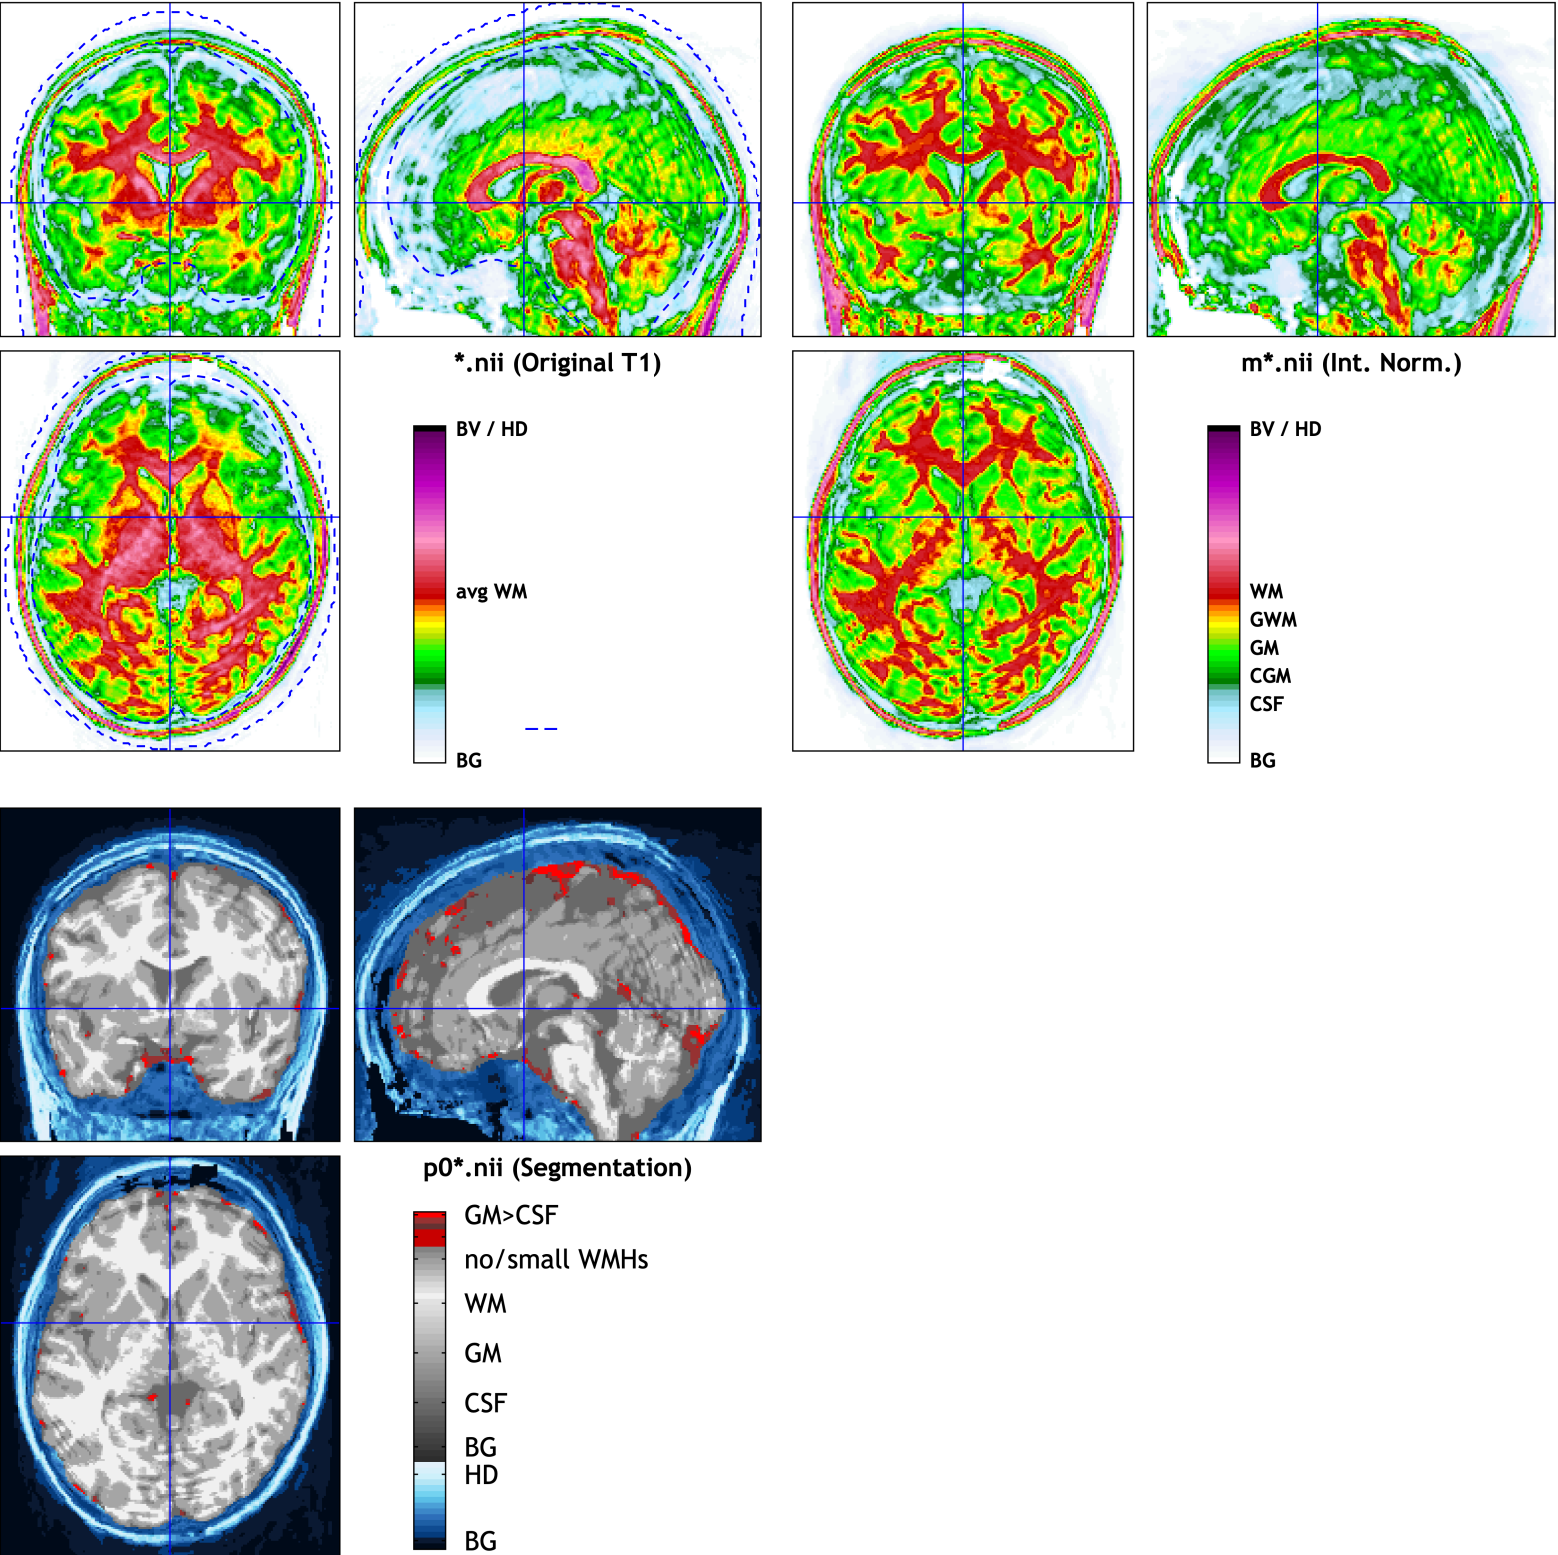 *.nii (Original T1)
BV / HD
avg WM
BG
m*.nii (Int. Norm.)
BV / HD
WM
GWM
GM
CGM
CSF
BG
p0*.nii (Segmentation)
GM>CSF
no/small WMHs
WM
GM
CSF
BG
HD
BG